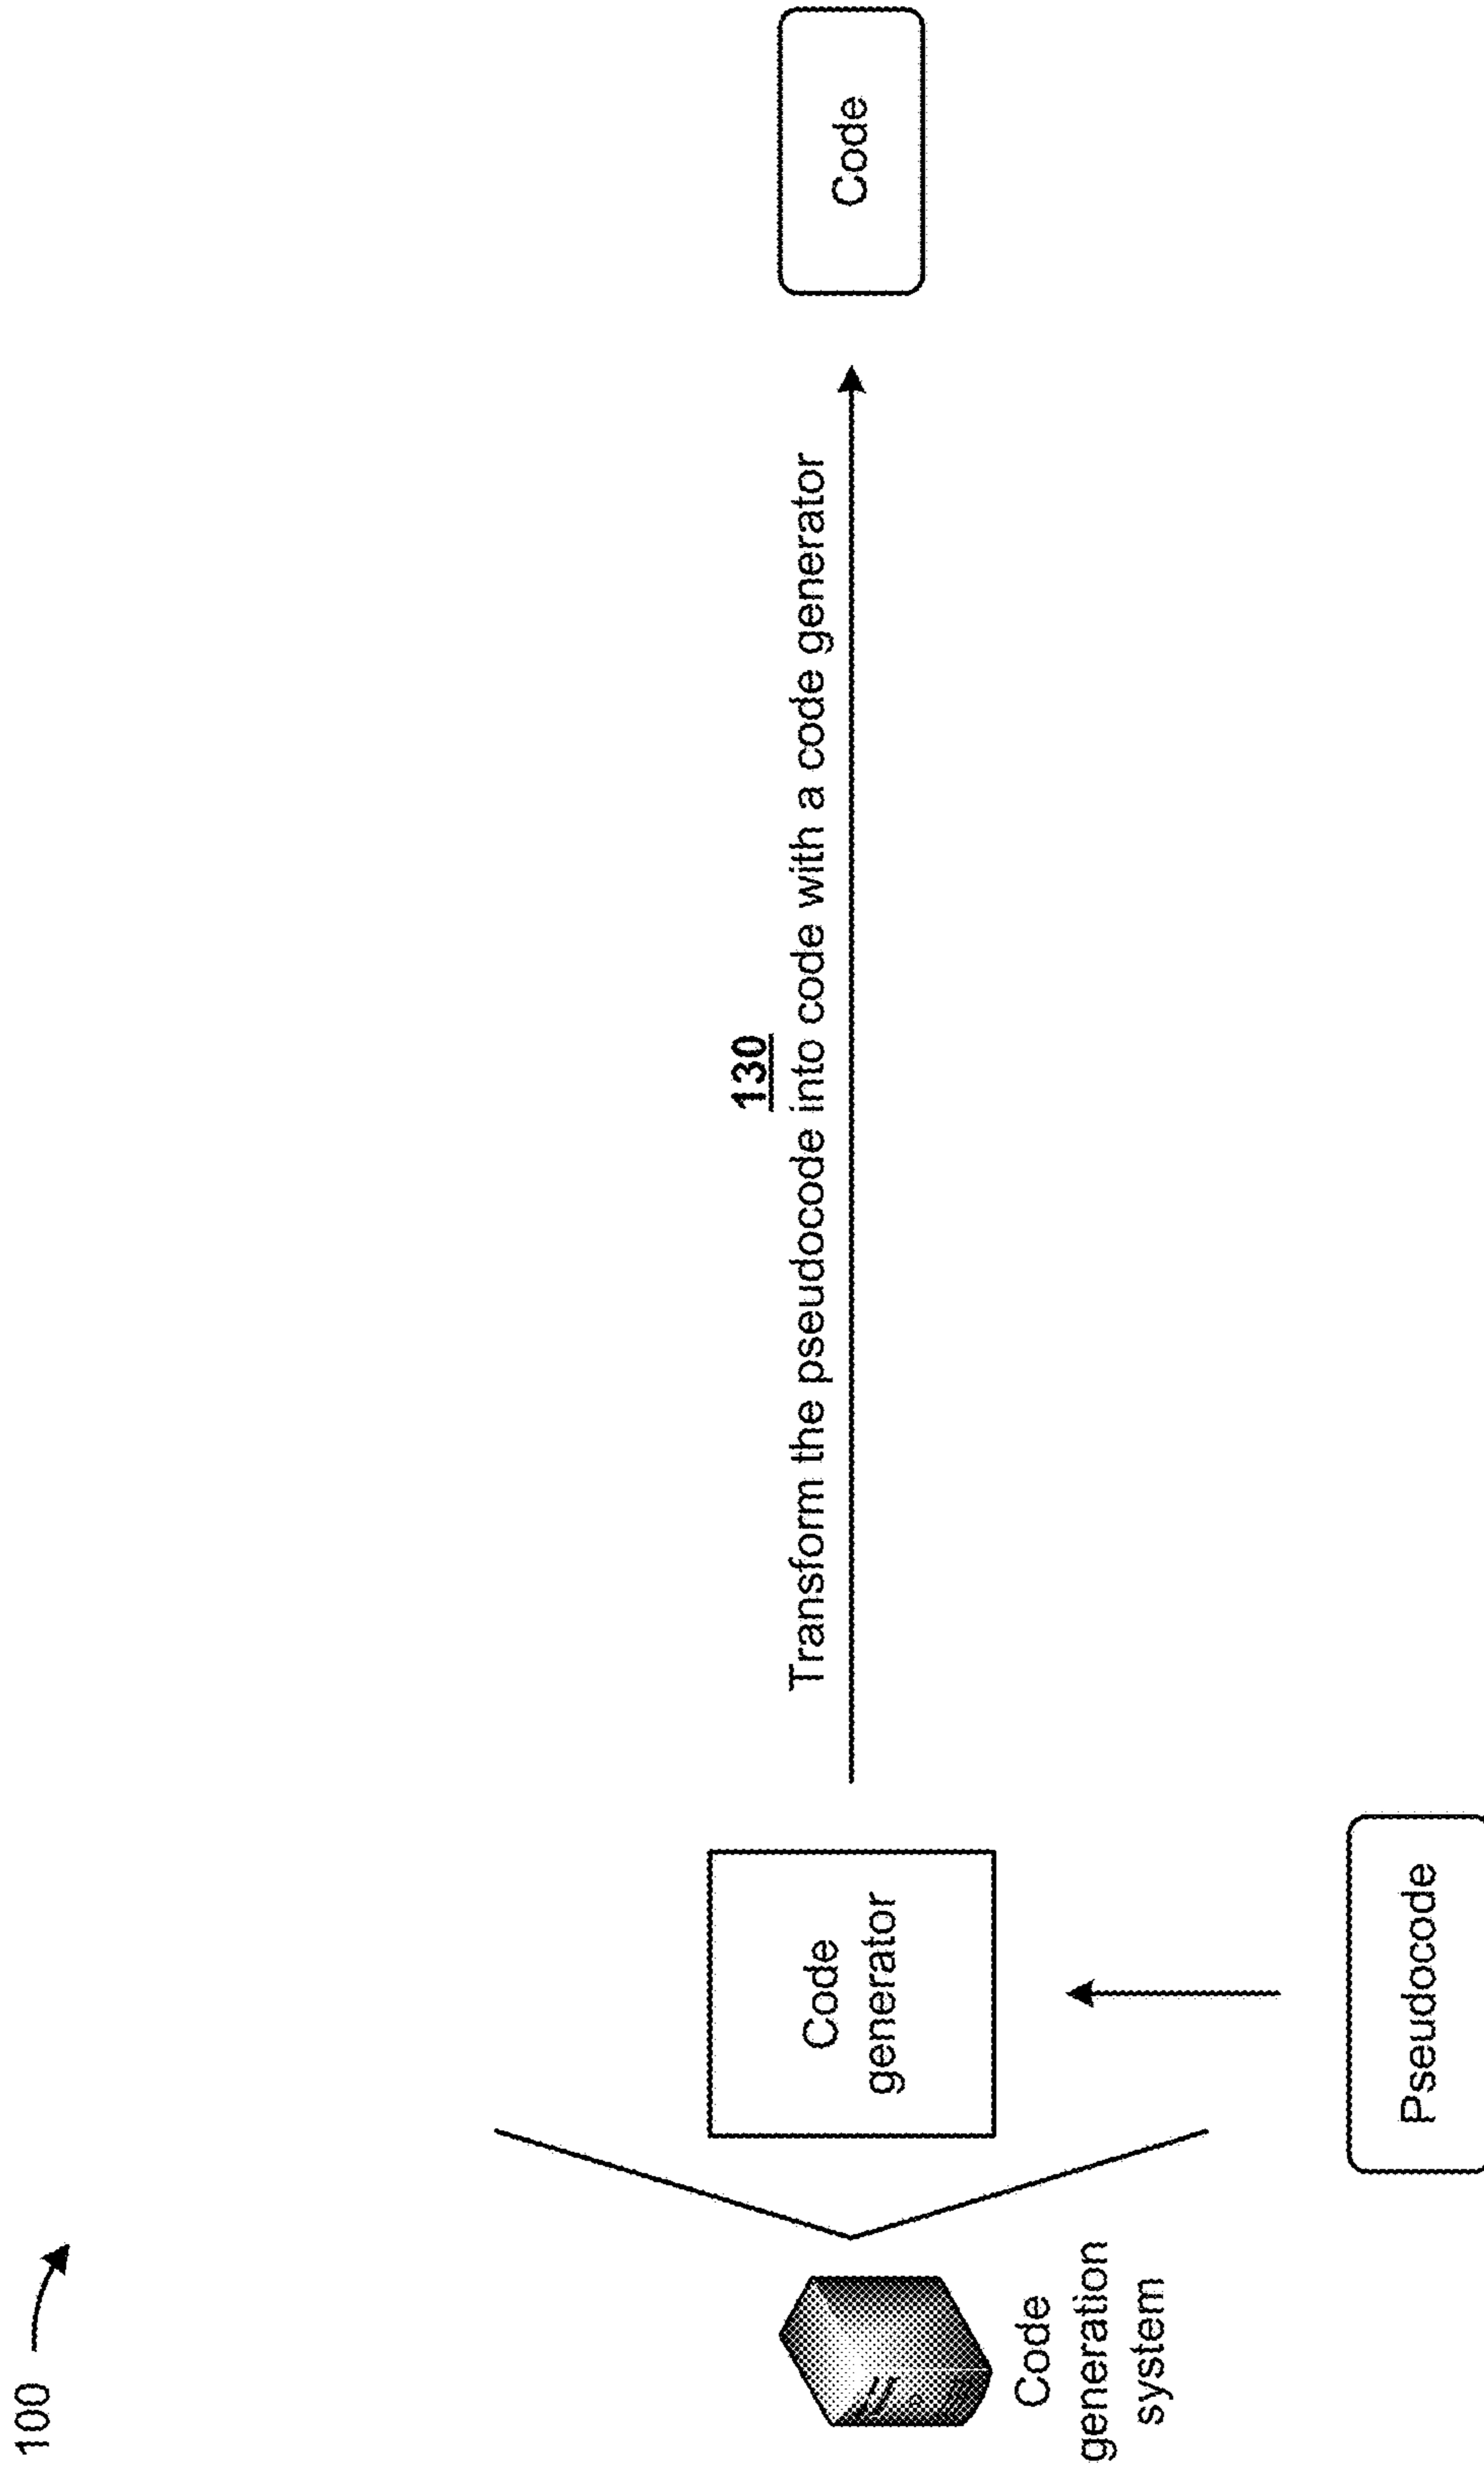 100
130
Transform the pseudocode into code with a code generator
Code
generation
system
Code
generator
Code
Pseudocode